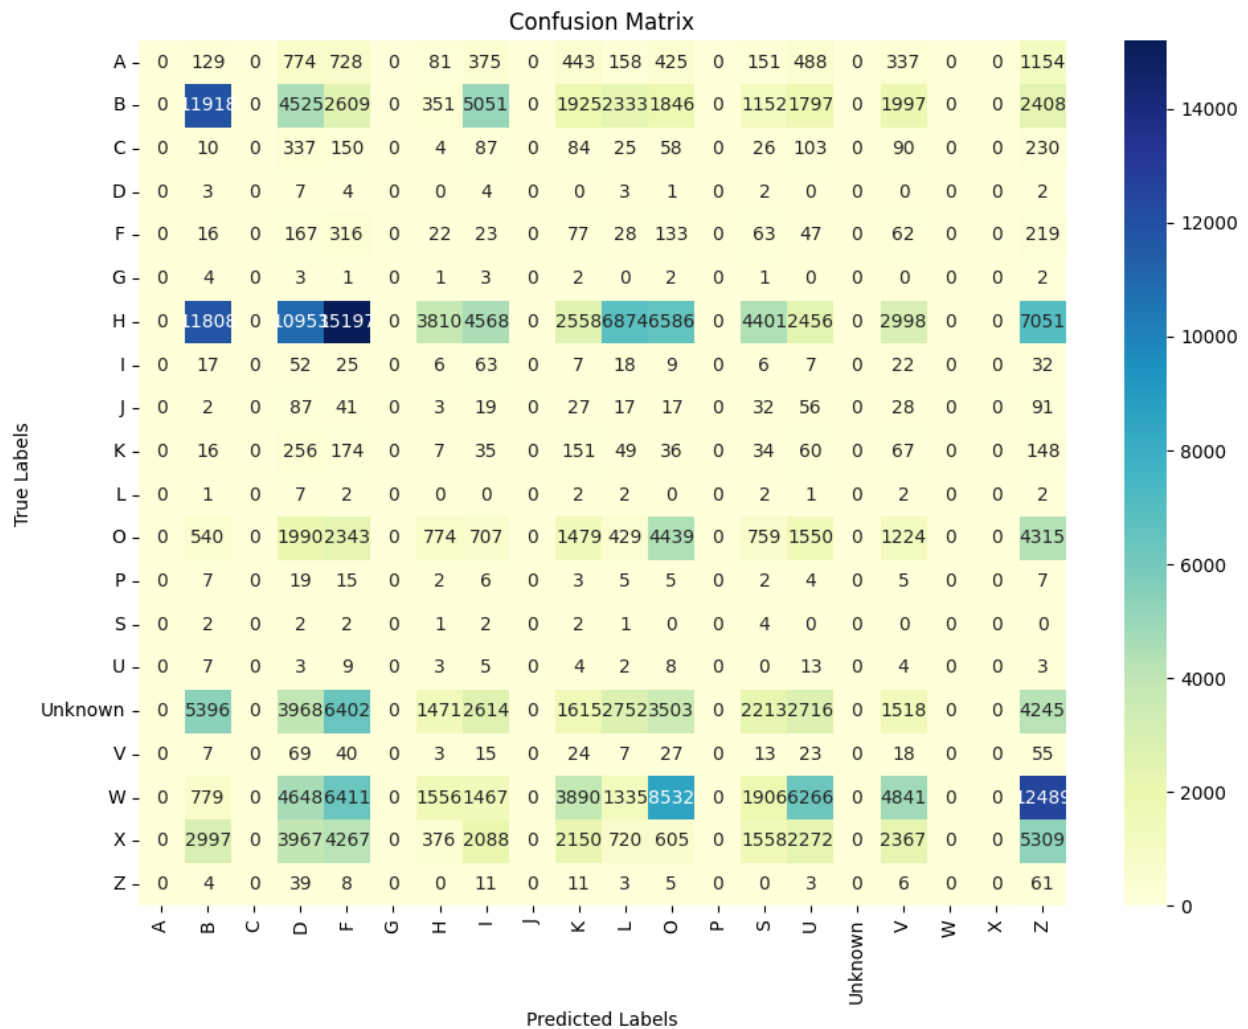 Confusion Matrix
A 0 129 0 774 728 0 81 375 0 443 158 425 0 151 488 0 337 0 0 1154
B 0 11918 0 4525 2609 0 351 5051 0 1925 2333 1846 0 1152 1797 0 1997 0 0 2408
C 0 10 0 337 150 0 4 87 0 84 25 58 0 26 103 0 90 0 0 230
D 0 3 0 7 4 0 0 4 0 0 3 1 0 2 0 0 0 0 0 2
F 0 16 0 167 316 0 22 23 0 77 28 133 0 63 47 0 62 0 0 219
G 0 4 0 3 1 0 1 3 0 2 0 2 0 1 0 0 0 0 0 2
H 0 11808 0 10953 15197 0 3810 4568 0 2558 6874 6586 0 4401 2456 0 2998 0 0 7051
I 0 17 0 52 25 0 6 63 0 7 18 9 0 6 7 0 22 0 0 32
J 0 2 0 87 41 0 3 19 0 27 17 17 0 32 56 0 28 0 0 91
K 0 16 0 256 174 0 7 35 0 151 49 36 0 34 60 0 67 0 0 148
L 0 1 0 7 2 0 0 0 0 2 2 0 0 2 1 0 2 0 0 2
O 0 540 0 1990 2343 0 774 707 0 1479 429 4439 0 759 1550 0 1224 0 0 4315
P 0 7 0 19 15 0 2 6 0 3 5 5 0 2 4 0 5 0 0 7
S 0 2 0 2 2 0 1 2 0 2 1 0 0 4 0 0 0 0 0 0
U 0 7 0 3 9 0 3 5 0 4 2 8 0 0 13 0 4 0 0 3
Unknown 0 5396 0 3968 6402 0 1471 2614 0 1615 2752 3503 0 2213 2716 0 1518 0 0 4245
V 0 7 0 69 40 0 3 15 0 24 7 27 0 13 23 0 18 0 0 55
W 0 779 0 4648 6411 0 1556 1467 0 3890 1335 8532 0 1906 6266 0 4841 0 0 12489
X 0 2997 0 3967 4267 0 376 2088 0 2150 720 605 0 1558 2272 0 2367 0 0 5309
Z 0 4 0 39 8 0 0 11 0 11 3 5 0 0 3 0 6 0 0 61
A B C D F G H I J K L O P S U Unknown V W X Z
Predicted Labels
True Labels
14000
12000
10000
8000
6000
4000
2000
0